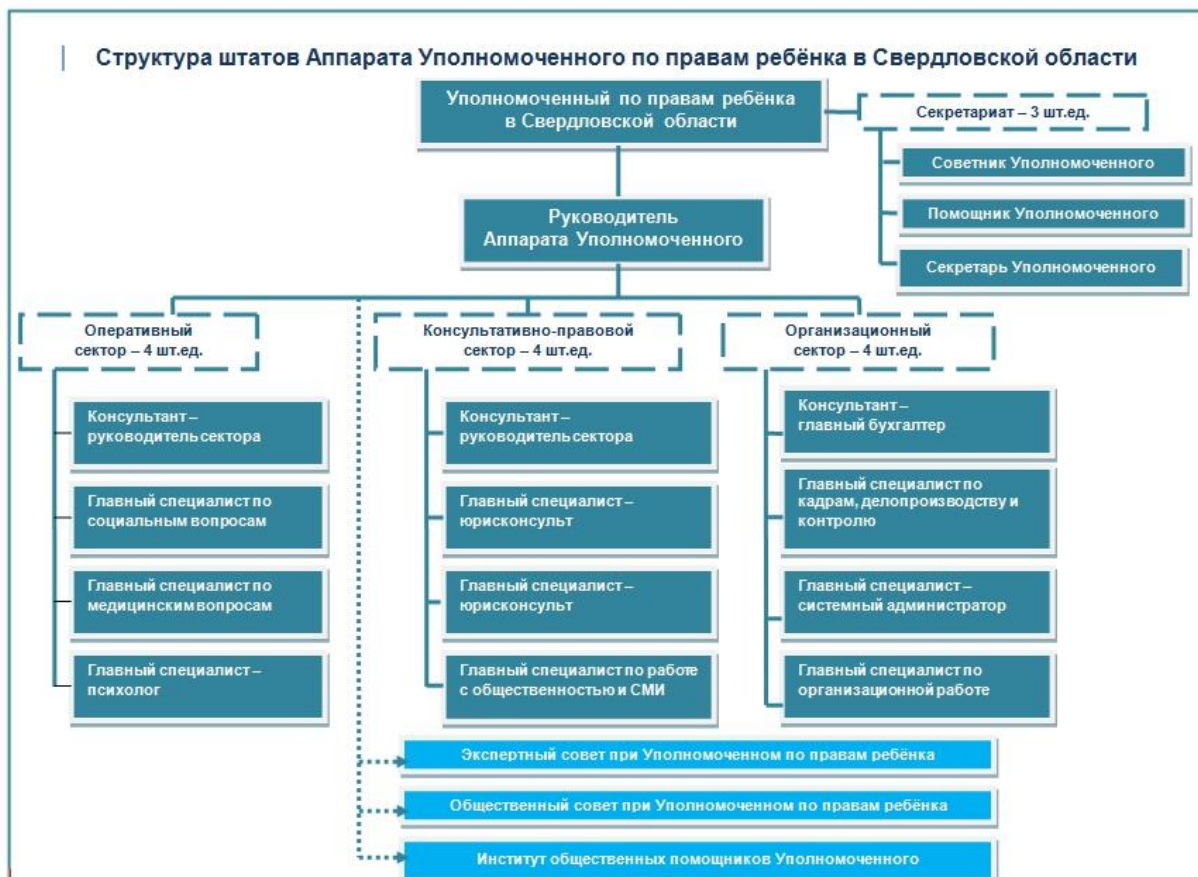 Структура штатов Аппарата Уполномоченного по правам ребёнка в Свердловской области
Уполномоченный по правам ребёнка
в Свердловской области
Секретариат – 3 шт.ед.
Советник Уполномоченного
Помощник Уполномоченного
Секретарь Уполномоченного
Руководитель
Аппарата Уполномоченного
Оперативный
сектор – 4 шт.ед.
Консультант –
руководитель сектора
Главный специалист по
социальным вопросам
Главный специалист по
медицинским вопросам
Главный специалист –
психолог
Консультативно-правовой
сектор – 4 шт.ед.
Консультант –
руководитель сектора
Главный специалист –
юрисконсульт
Главный специалист –
юрисконсульт
Главный специалист по работе
с общественностью и СМИ
Организационный
сектор – 4 шт.ед.
Консультант –
главный бухгалтер
Главный специалист по
кадрам, делопроизводству и
контролю
Главный специалист –
системный администратор
Главный специалист по
организационной работе
Экспертный совет при Уполномоченном по правам ребёнка
Общественный совет при Уполномоченном по правам ребёнка
Институт общественных помощников Уполномоченного